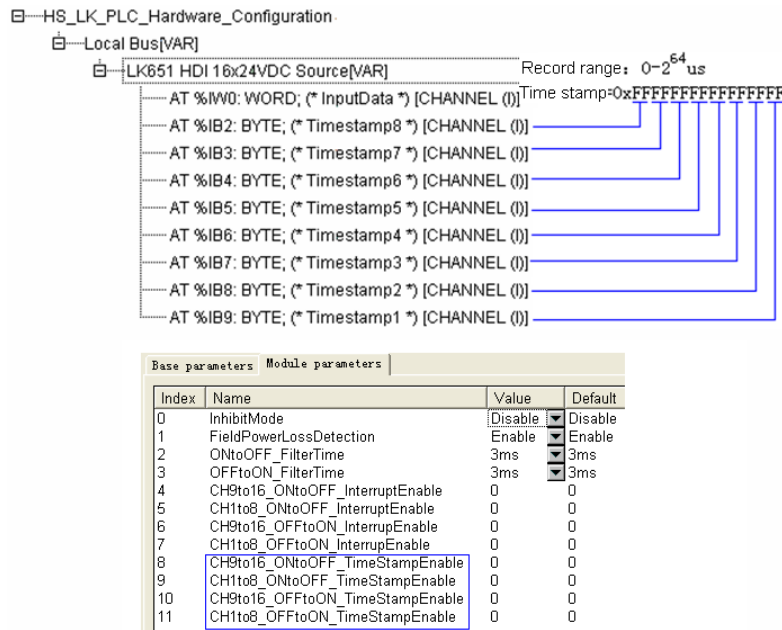 HS_LK_PLC_Hardware_Configuration
Local Bus[VAR]
LK651 HDI 16x24VDC Source[VAR]
Record range: 0-2^64us
AT %IW0: WORD; (* InputData *) [CHANNEL (I)]
Time stamp=0xFFFFFFFFFFFFFFFF
AT %IB2: BYTE; (* Timestamp8 *) [CHANNEL (I)]
AT %IB3: BYTE; (* Timestamp7 *) [CHANNEL (I)]
AT %IB4: BYTE; (* Timestamp6 *) [CHANNEL (I)]
AT %IB5: BYTE; (* Timestamp5 *) [CHANNEL (I)]
AT %IB6: BYTE; (* Timestamp4 *) [CHANNEL (I)]
AT %IB7: BYTE; (* Timestamp3 *) [CHANNEL (I)]
AT %IB8: BYTE; (* Timestamp2 *) [CHANNEL (I)]
AT %IB9: BYTE; (* Timestamp1 *) [CHANNEL (I)]
Base parameters Module parameters
Index Name Value Default
0 InhibitMode Disable Disable
1 FieldPowerLossDetection Enable Enable
2 ONtoOFF_FilterTime 3ms 3ms
3 OFFtoON_FilterTime 3ms 3ms
4 CH9to16_ONtoOFF_InterruptEnable 0 0
5 CH1to8_ONtoOFF_InterruptEnable 0 0
6 CH9to16_OFFtoON_InterrupEnable 0 0
7 CH1to8_OFFtoON_InterrupEnable 0 0
8 CH9to16_ONtoOFF_TimeStampEnable 0 0
9 CH1to8_ONtoOFF_TimeStampEnable 0 0
10 CH9to16_OFFtoON_TimeStampEnable 0 0
11 CH1to8_OFFtoON_TimeStampEnable 0 0